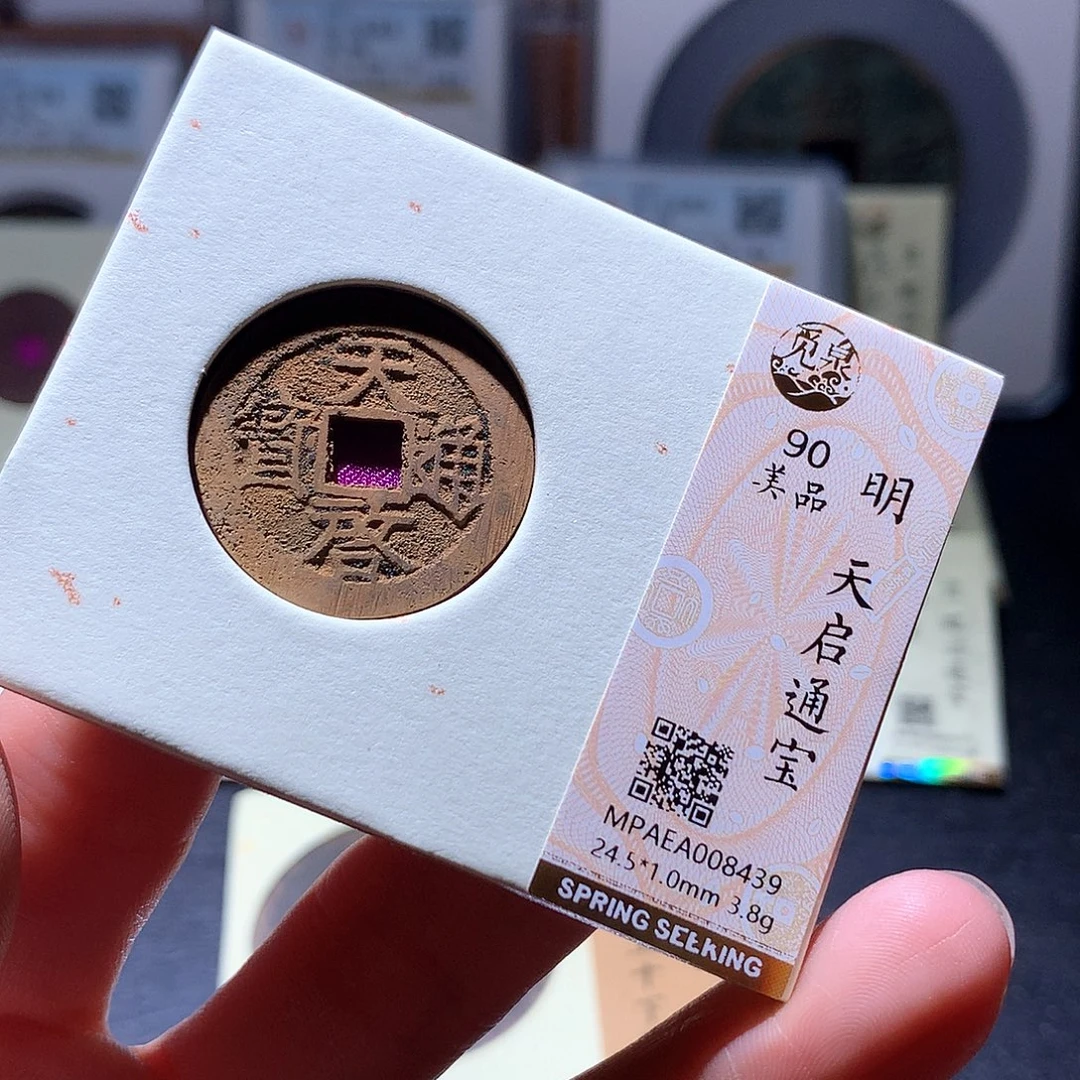 天啓通寶
觅泉
90
美品
明
天启通宝
MPAEA008439
24.5*1.0mm 3.8g
SPRING SEEKING